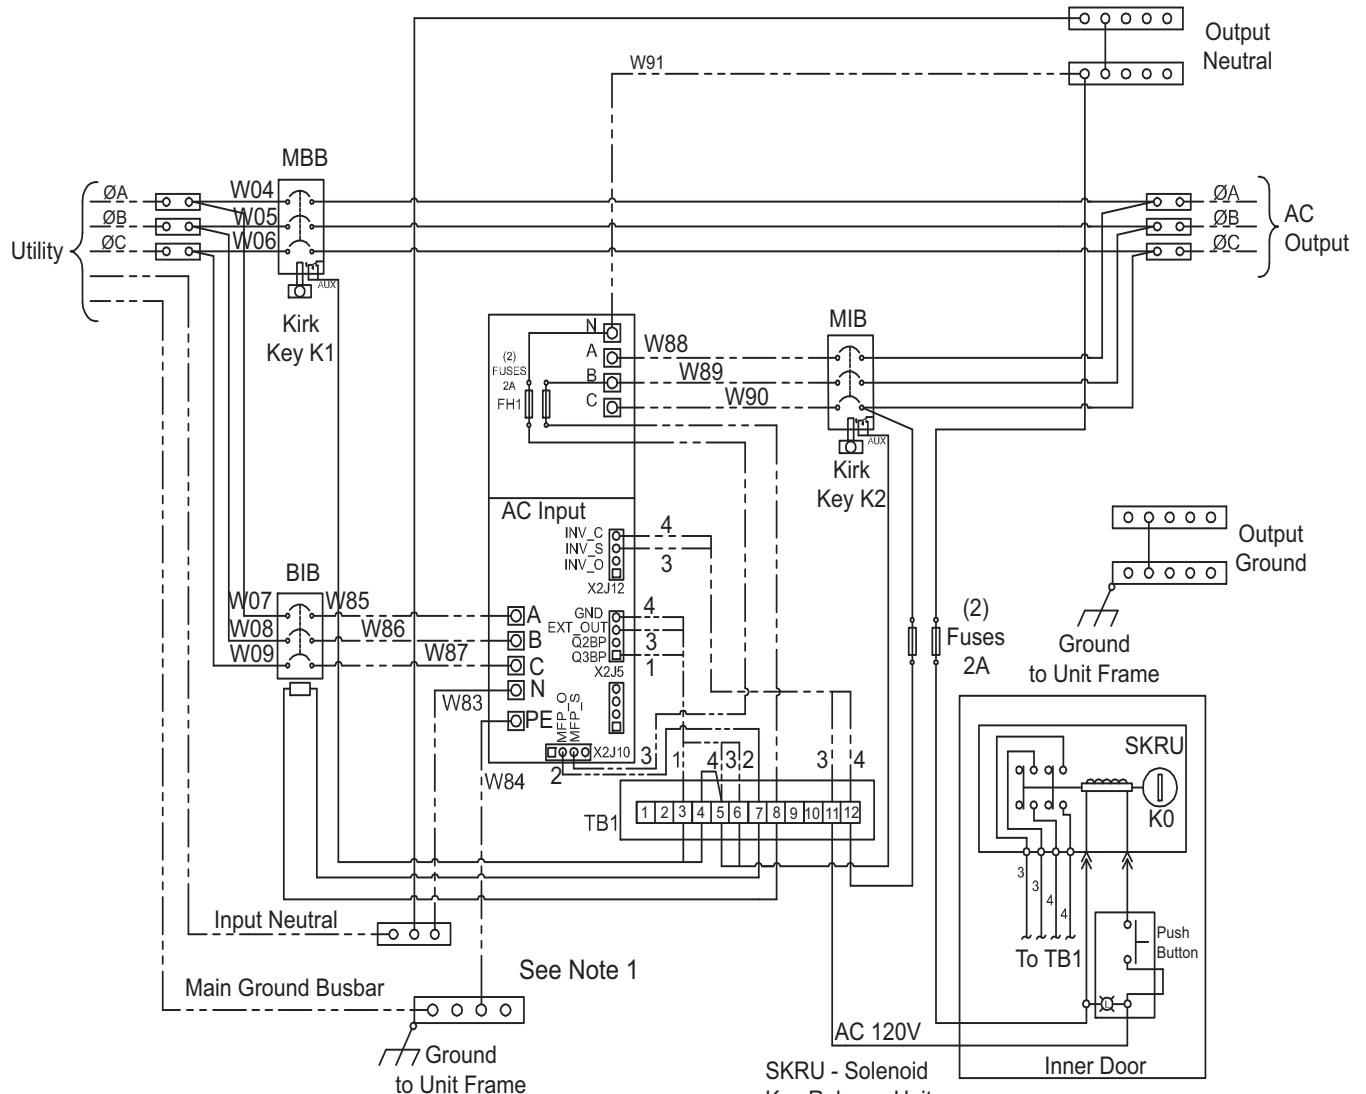 W91
Output
Neutral
MBB
Utility
ØA
ØB
ØC
W04
W05
W06
AUX
Kirk
Key K1
ØA
ØB
ØC
AC
Output
N
A
B
C
(2)
FUSES
2A
FH1
W88
W89
W90
MIB
AUX
Kirk
Key K2
AC Input
INV_C
INV_S
INV_O
X2J12
4
3
GND
EXT_OUT
Q2BP
Q3BP
X2J5
4
3
1
BIB
W07
W08
W09
W85
W86
W87
W83
W84
A
B
C
N
PE
MFP_O
MFP_S
X2J10
2
3
1
4
3
2
3
4
TB1
1 2 3 4 5 6 7 8 9 10 11 12
(2)
Fuses
2A
Output
Ground
Ground
to Unit Frame
SKRU
K0
3
3
4
4
To TB1
Push
Button
L
Inner Door
AC 120V
Input Neutral
Main Ground Busbar
See Note 1
Ground
to Unit Frame
SKRU - Solenoid